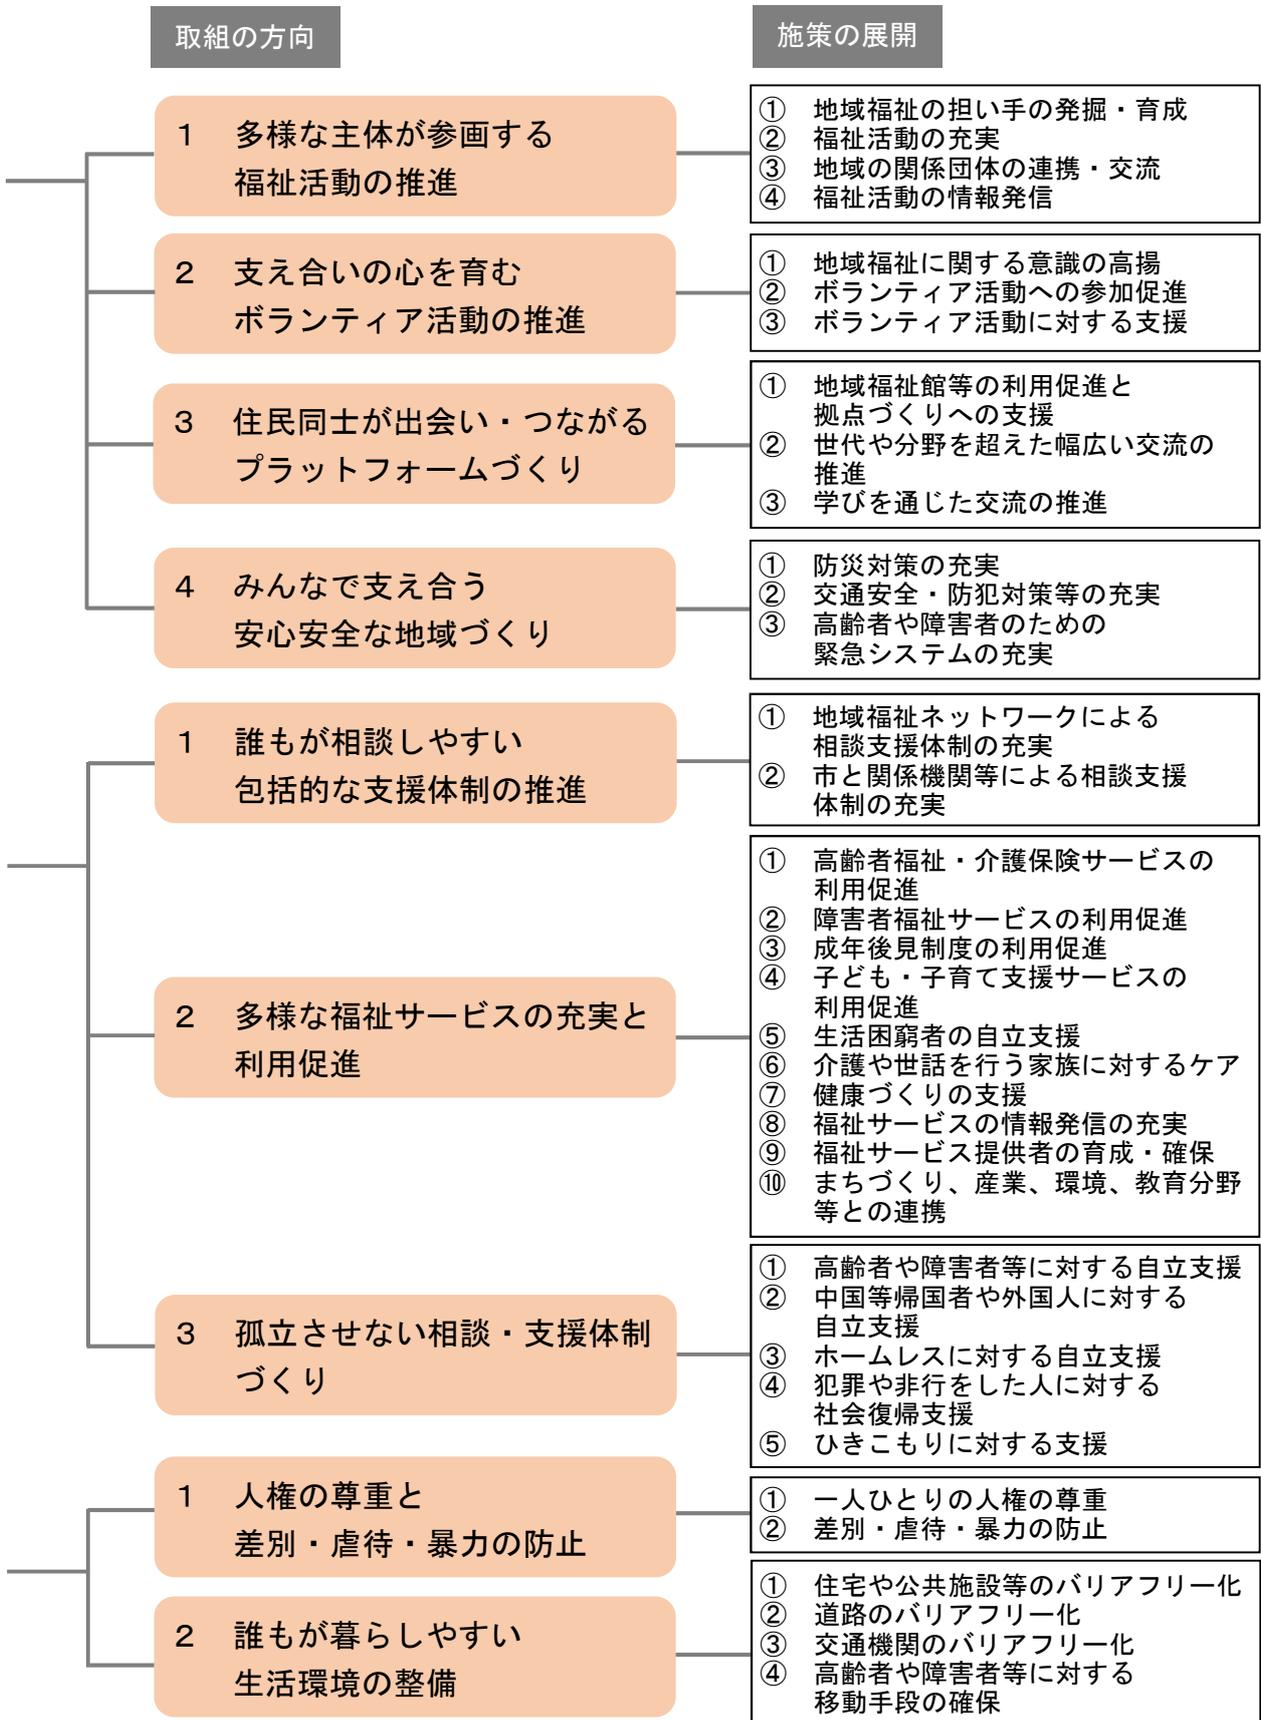 取組の方向
施策の展開
1 多様な主体が参画する
福祉活動の推進
① 地域福祉の担い手の発掘・育成
② 福祉活動の充実
③ 地域の関係団体の連携・交流
④ 福祉活動の情報発信
2 支え合いの心を育む
ボランティア活動の推進
① 地域福祉に関する意識の高揚
② ボランティア活動への参加促進
③ ボランティア活動に対する支援
3 住民同士が出会い・つながる
プラットフォームづくり
① 地域福祉館等の利用促進と
拠点づくりへの支援
② 世代や分野を超えた幅広い交流の
推進
③ 学びを通じた交流の推進
4 みんなで支え合う
安心安全な地域づくり
① 防災対策の充実
② 交通安全・防犯対策等の充実
③ 高齢者や障害者のための
緊急システムの充実
1 誰もが相談しやすい
包括的な支援体制の推進
① 地域福祉ネットワークによる
相談支援体制の充実
② 市と関係機関等による相談支援
体制の充実
2 多様な福祉サービスの充実と
利用促進
① 高齢者福祉・介護保険サービスの
利用促進
② 障害者福祉サービスの利用促進
③ 成年後見制度の利用促進
④ 子ども・子育て支援サービスの
利用促進
⑤ 生活困窮者の自立支援
⑥ 介護や世話を行う家族に対するケア
⑦ 健康づくりの支援
⑧ 福祉サービスの情報発信の充実
⑨ 福祉サービス提供者の育成・確保
⑩ まちづくり、産業、環境、教育分野
等との連携
3 孤立させない相談・支援体制
づくり
① 高齢者や障害者等に対する自立支援
② 中国等帰国者や外国人に対する
自立支援
③ ホームレスに対する自立支援
④ 犯罪や非行をした人に対する
社会復帰支援
⑤ ひきこもりに対する支援
1 人権の尊重と
差別・虐待・暴力の防止
① 一人ひとりの人権の尊重
② 差別・虐待・暴力の防止
2 誰もが暮らしやすい
生活環境の整備
① 住宅や公共施設等のバリアフリー化
② 道路のバリアフリー化
③ 交通機関のバリアフリー化
④ 高齢者や障害者等に対する
移動手段の確保